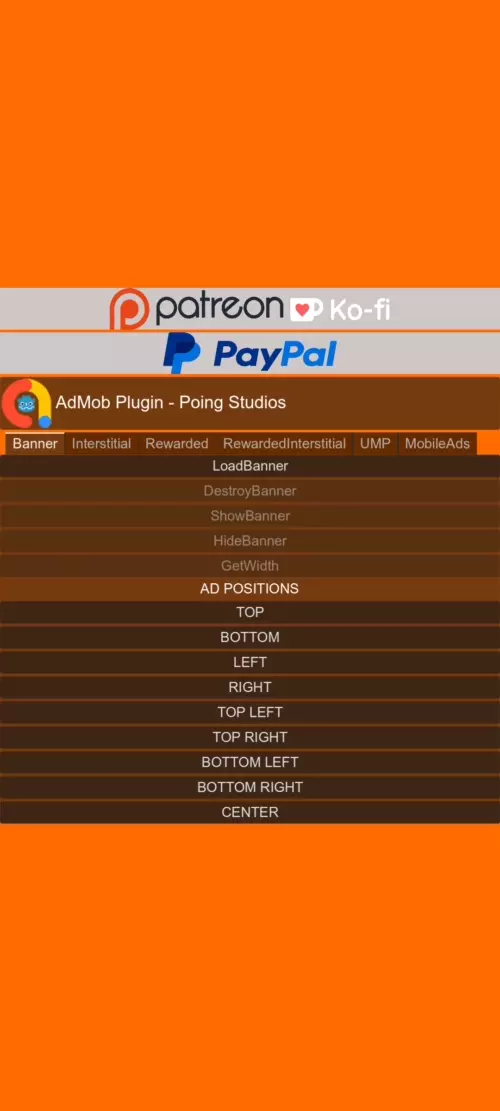 patreon Ko-fi
PayPal
AdMob Plugin - Poing Studios
Banner Interstitial Rewarded RewardedInterstitial UMP MobileAds
LoadBanner
DestroyBanner
ShowBanner
HideBanner
GetWidth
AD POSITIONS
TOP
BOTTOM
LEFT
RIGHT
TOP LEFT
TOP RIGHT
BOTTOM LEFT
BOTTOM RIGHT
CENTER